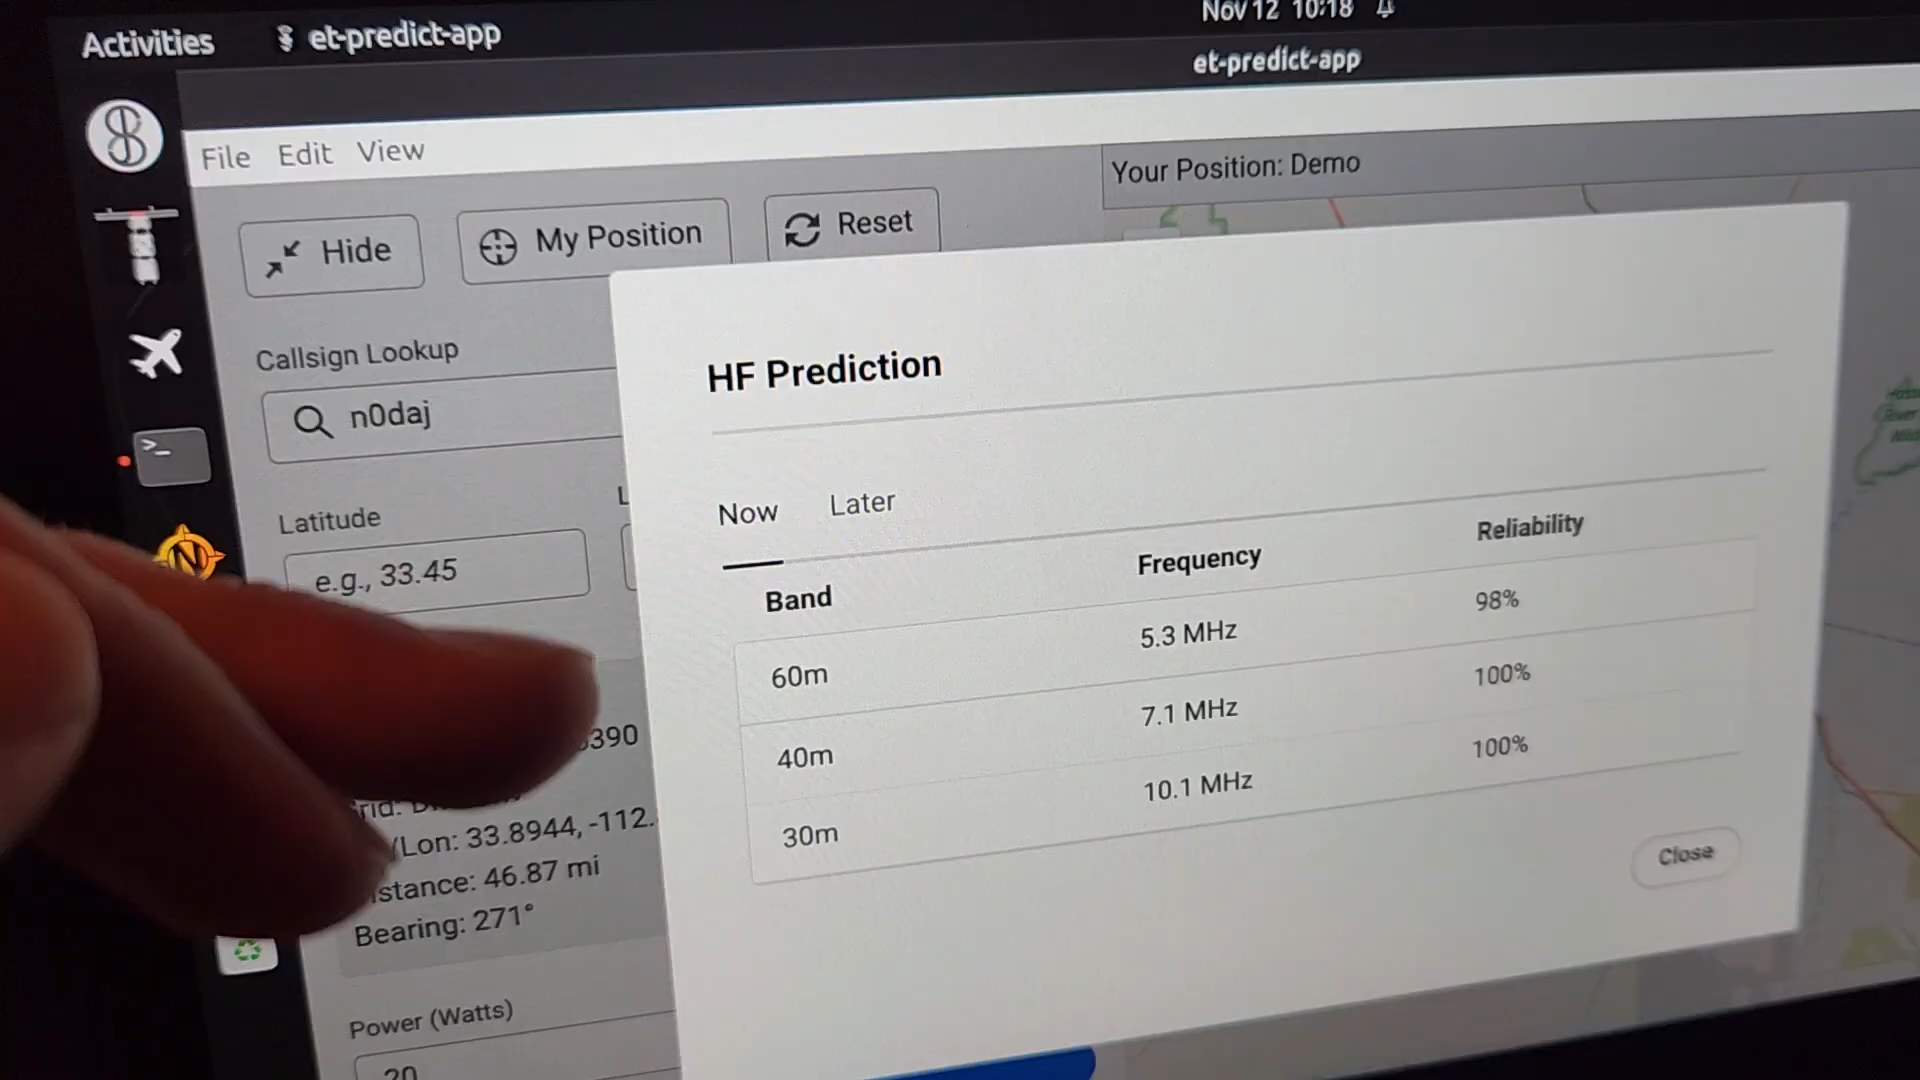 Activities et-predict-app Nov 12 10:18
et-predict-app
File Edit View
Your Position: Demo
Hide My Position Reset
Callsign Lookup
n0daj
Latitude L
e.g., 33.45
HF Prediction
Now Later
Band Frequency Reliability
60m 5.3 MHz 98%
40m 7.1 MHz 100%
30m 10.1 MHz 100%
Close
390
/Lon: 33.8944, -112.
stance: 46.87 mi
Bearing: 271°
Power (Watts)
20